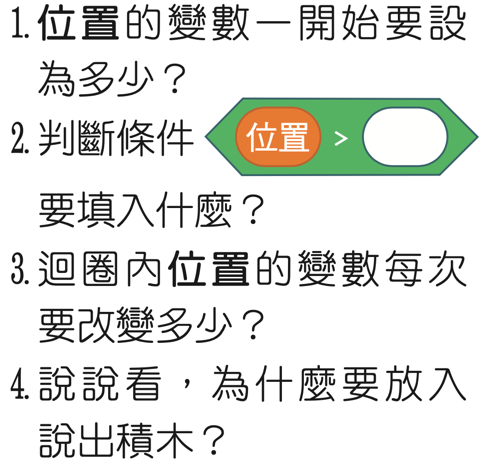 1.位置的變數一開始要設
為多少？
2.判斷條件 位置 >
要填入什麼？
3.迴圈內位置的變數每次
要改變多少？
4.說說看，為什麼要放入
說出積木？